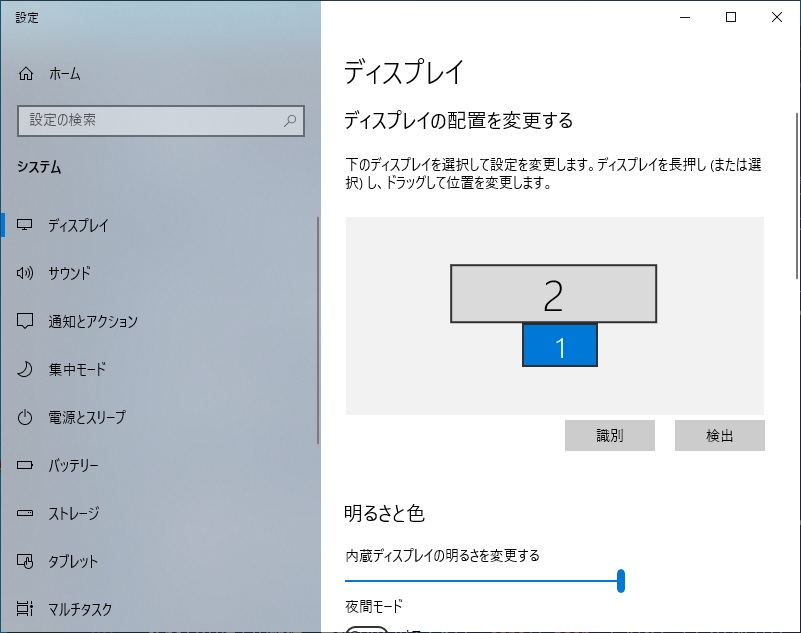 設定
ホーム
設定の検索
システム
ディスプレイ
サウンド
通知とアクション
集中モード
電源とスリープ
バッテリー
ストレージ
タブレット
マルチタスク
ディスプレイ
ディスプレイの配置を変更する
下のディスプレイを選択して設定を変更します。ディスプレイを長押し (または選
択) し、ドラッグして位置を変更します。
2
1
識別
検出
明るさと色
内蔵ディスプレイの明るさを変更する
夜間モード